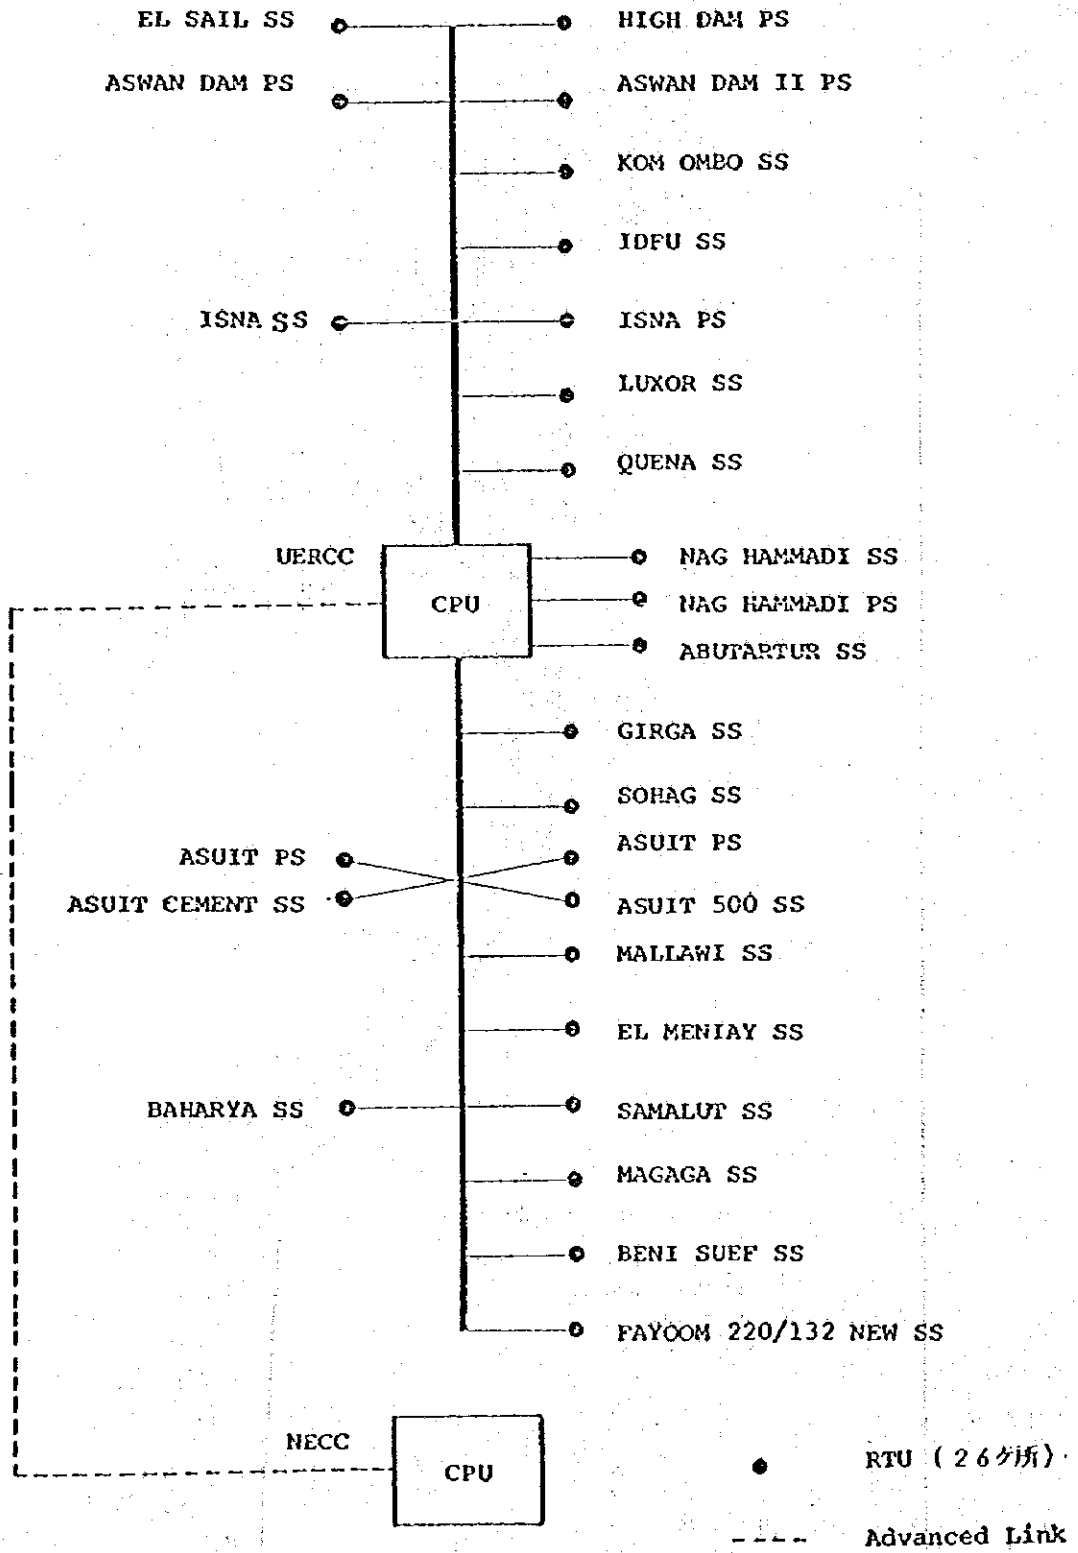 EL SAIL SS
HIGH DAM PS
ASWAN DAM PS
ASWAN DAM II PS
KOM OMBO SS
IDFU SS
ISNA SS
ISNA PS
LUXOR SS
QUENA SS
UERCC
CPU
NAG HAMMADI SS
NAG HAMMADI PS
ABUTARTUR SS
GIRGA SS
SOHAG SS
ASUIT PS
ASUIT PS
ASUIT CEMENT SS
ASUIT 500 SS
MALLAWI SS
EL MENIAY SS
BAHARYA SS
SAMALUT SS
MAGAGA SS
BENI SUEF SS
FAYOOM 220/132 NEW SS
NECC
CPU
RTU (26ケ所)
Advanced Link